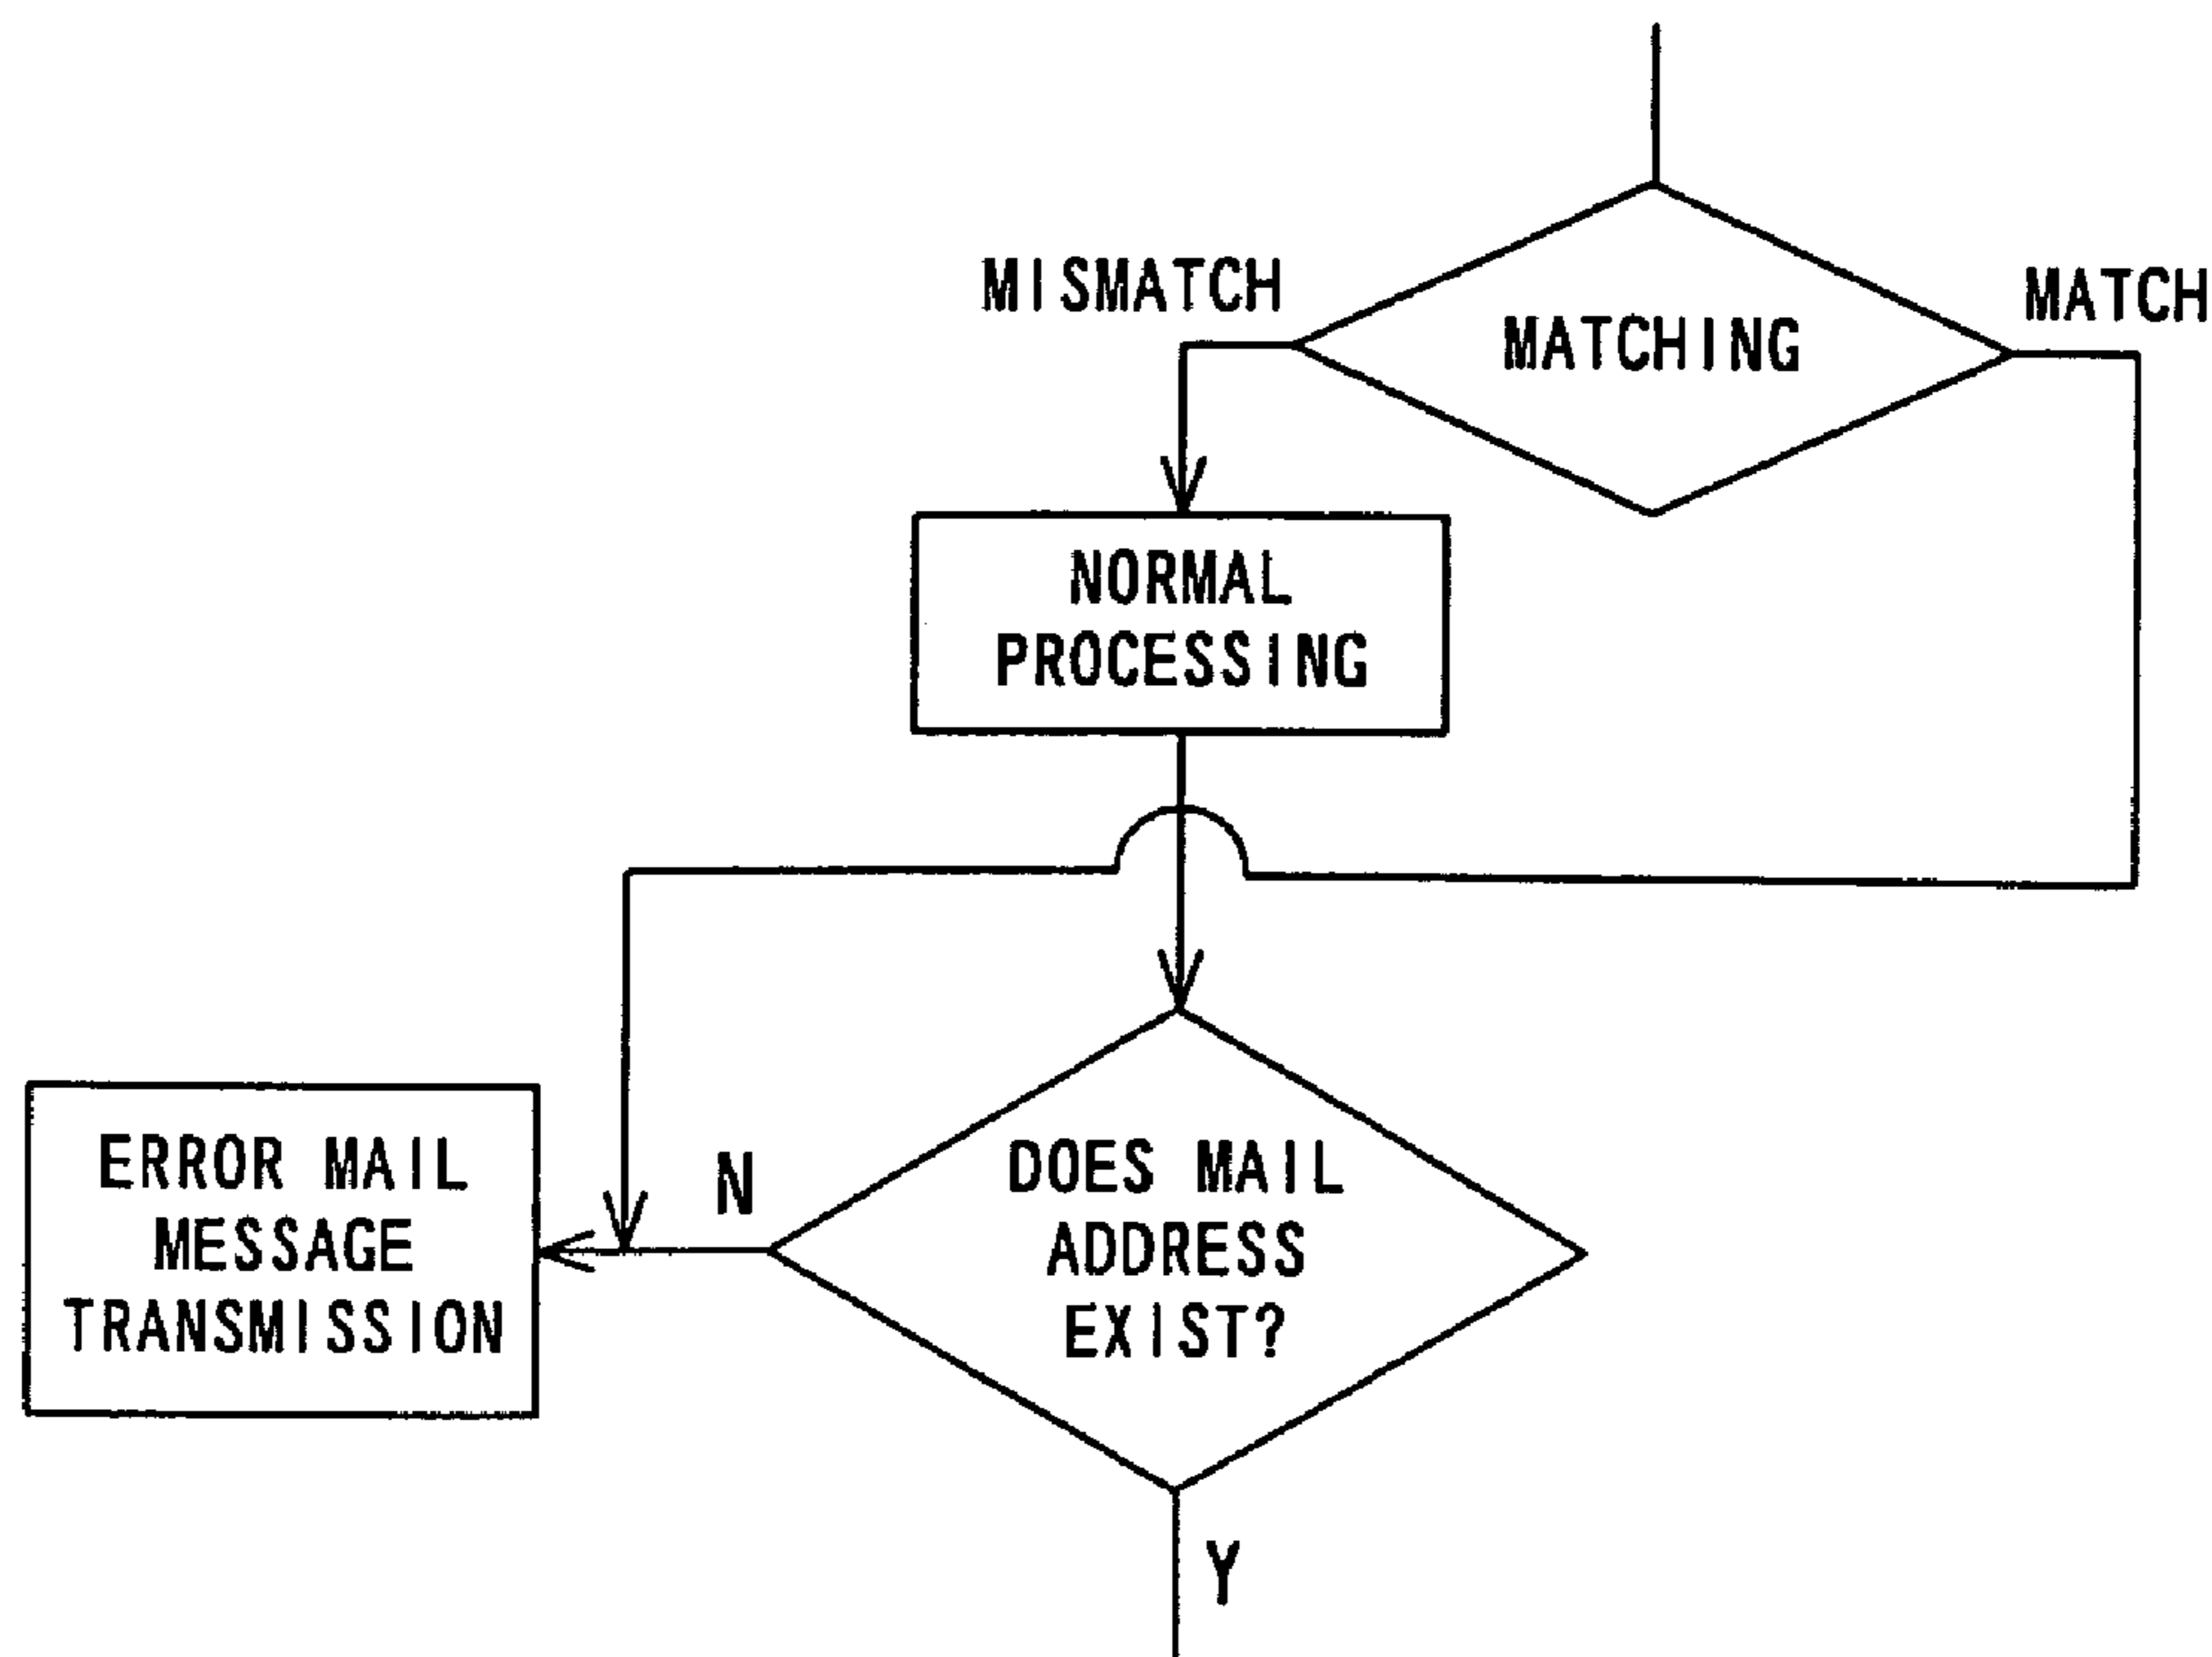 MISMATCH
MATCH
MATCHING
NORMAL
PROCESSING
ERROR MAIL
MESSAGE
TRANSMISSION
N
DOES MAIL
ADDRESS
EXIST?
Y